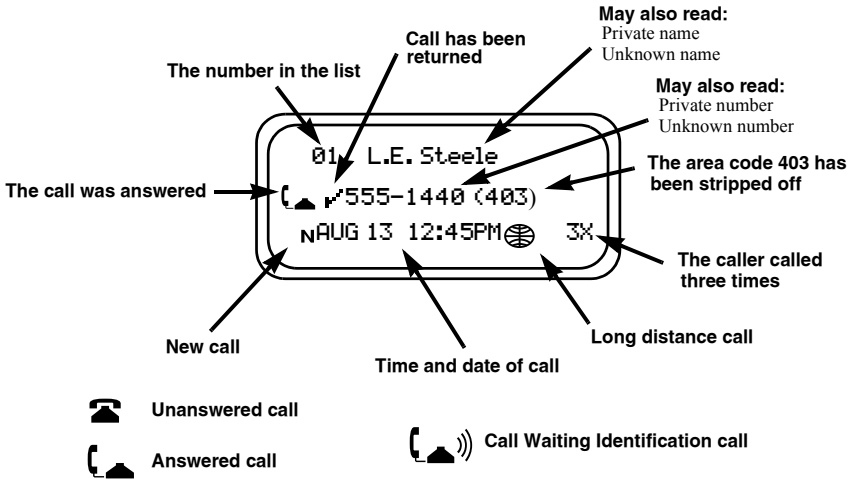 May also read:
Private name
Unknown name
Call has been
returned
The number in the list
May also read:
Private number
Unknown number
01 L.E. Steele
The area code 403 has
been stripped off
The call was answered
555-1440 (403)
NAUG 13 12:45PM 3X
The caller called
three times
New call
Long distance call
Time and date of call
Unanswered call
Answered call
Call Waiting Identification call